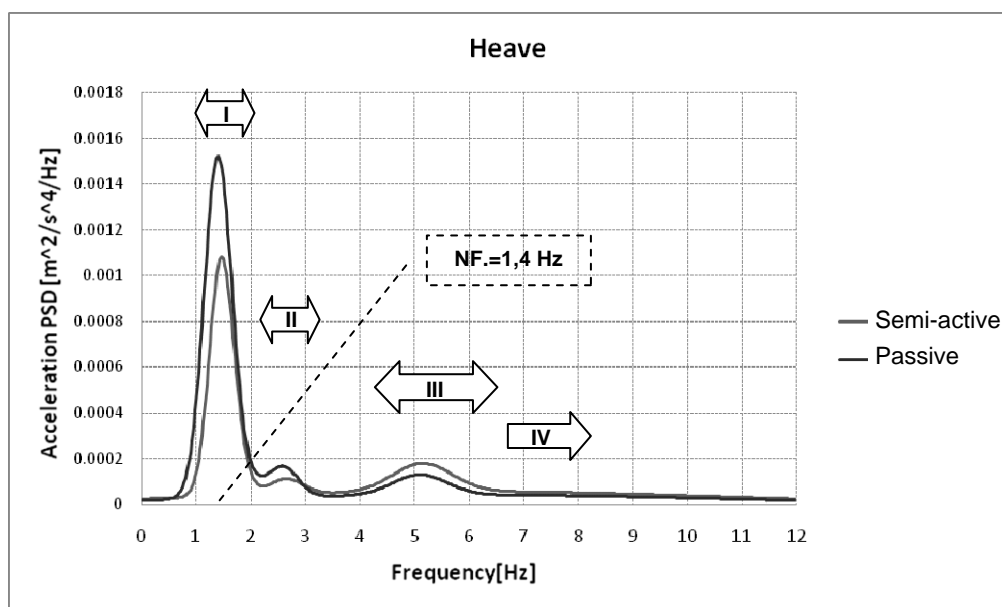 Heave
Acceleration PSD [m^2/s^4/Hz]
0.0018
0.0016
0.0014
0.0012
0.001
0.0008
0.0006
0.0004
0.0002
0
I
II
III
IV
NF.=1,4 Hz
Semi-active
Passive
0 1 2 3 4 5 6 7 8 9 10 11 12
Frequency[Hz]